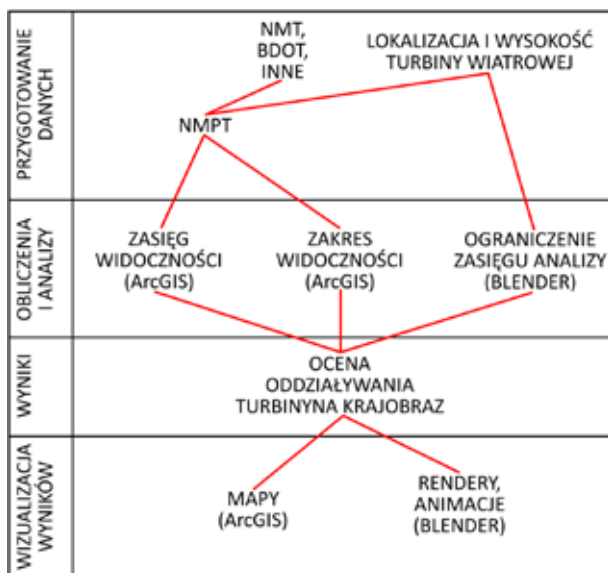 PRZYGOTOWANE
DANYCH
NMT,
BDOT,
INNE
LOKALIZACJA I WYSOKOŚĆ
TURBINY WIATROWEJ
NMPT
OBLICZENIA
I ANALIZY
ZASIĘG
WIDOCZNOŚCI
(ArcGIS)
ZAKRES
WIDOCZNOŚCI
(ArcGIS)
OGRANICZENIE
ZASIĘGU ANALIZY
(BLENDER)
WYNIKI
OCENA
ODDZIAŁYWANIA
TURBINYNA KRAJOBRAZ
WIZUALIZACJA
WYNIKÓW
MAPY
(ArcGIS)
RENDERY,
ANIMACJE
(BLENDER)